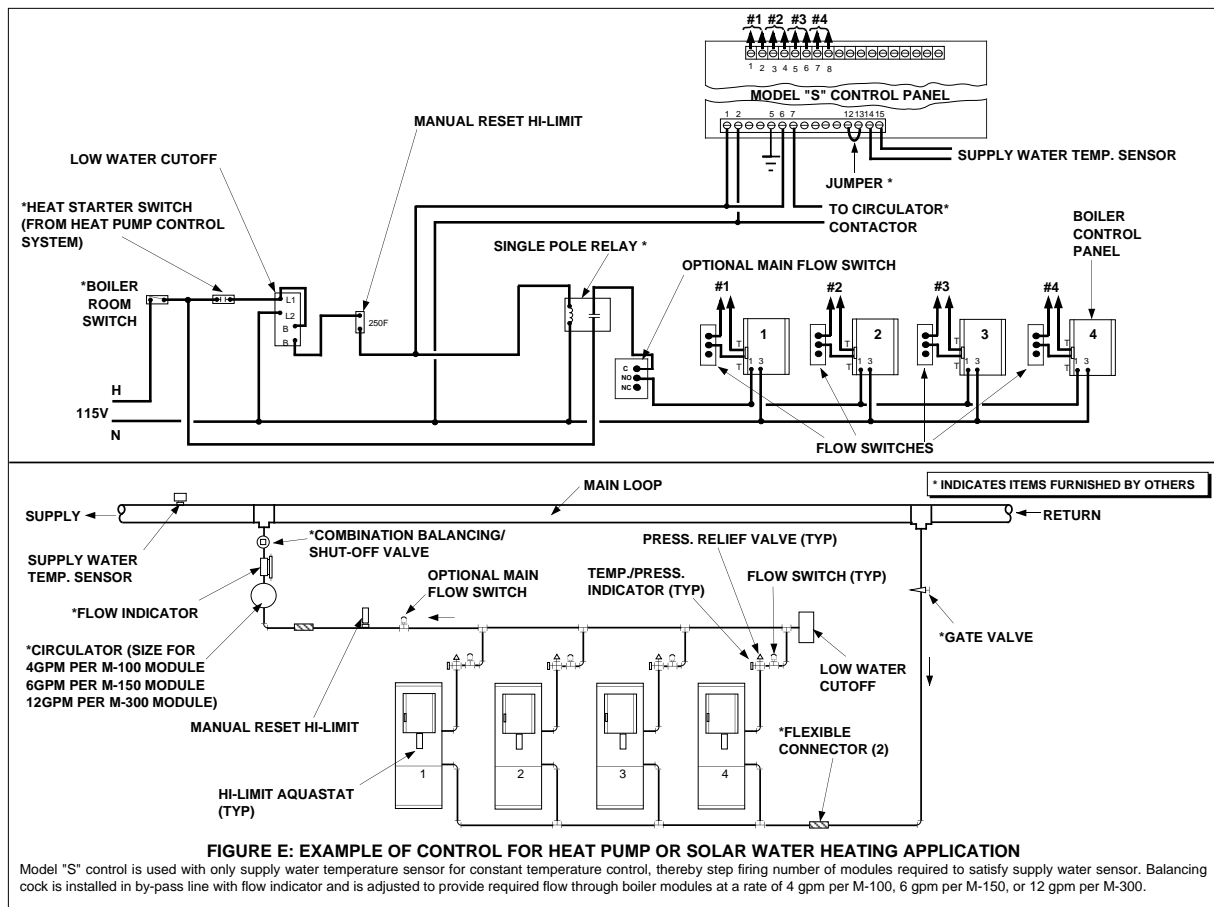 #1 #2 #3 #4
1 2 3 4 5 6 7 8
MODEL "S" CONTROL PANEL
1 2 5 6 7 12 13 14 15
MANUAL RESET HI-LIMIT
LOW WATER CUTOFF
SUPPLY WATER TEMP. SENSOR
JUMPER *
*HEAT STARTER SWITCH
(FROM HEAT PUMP CONTROL
SYSTEM)
TO CIRCULATOR*
CONTACTOR
BOILER
CONTROL
PANEL
SINGLE POLE RELAY *
OPTIONAL MAIN FLOW SWITCH
*BOILER
ROOM
SWITCH
L1
L2
B
B
250F
#1 #2 #3 #4
1 2 3 4
T T T T
T T T T
1 3 1 3 1 3 1 3
C
NO
NC
H
115V
N
FLOW SWITCHES
* INDICATES ITEMS FURNISHED BY OTHERS
MAIN LOOP
SUPPLY
RETURN
SUPPLY WATER
TEMP. SENSOR
*COMBINATION BALANCING/
SHUT-OFF VALVE
PRESS. RELIEF VALVE (TYP)
OPTIONAL MAIN
FLOW SWITCH
TEMP./PRESS.
INDICATOR (TYP)
FLOW SWITCH (TYP)
*FLOW INDICATOR
*GATE VALVE
*CIRCULATOR (SIZE FOR
4GPM PER M-100 MODULE
6GPM PER M-150 MODULE
12GPM PER M-300 MODULE)
LOW WATER
CUTOFF
MANUAL RESET HI-LIMIT
*FLEXIBLE
CONNECTOR (2)
HI-LIMIT AQUASTAT
(TYP)
1 2 3 4
FIGURE E: EXAMPLE OF CONTROL FOR HEAT PUMP OR SOLAR WATER HEATING APPLICATION
Model "S" control is used with only supply water temperature sensor for constant temperature control, thereby step firing number of modules required to satisfy supply water sensor. Balancing
cock is installed in by-pass line with flow indicator and is adjusted to provide required flow through boiler modules at a rate of 4 gpm per M-100, 6 gpm per M-150, or 12 gpm per M-300.